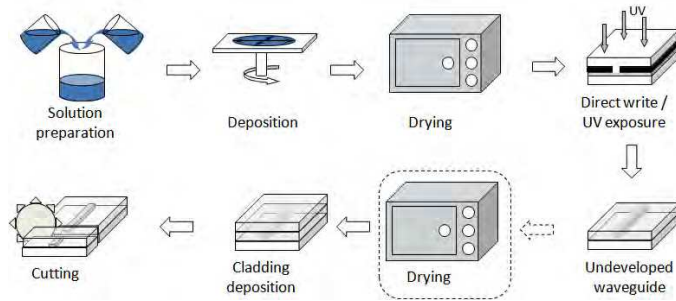 UV
Solution
preparation
Deposition
Drying
Direct write /
UV exposure
Undeveloped
waveguide
Drying
Cladding
deposition
Cutting